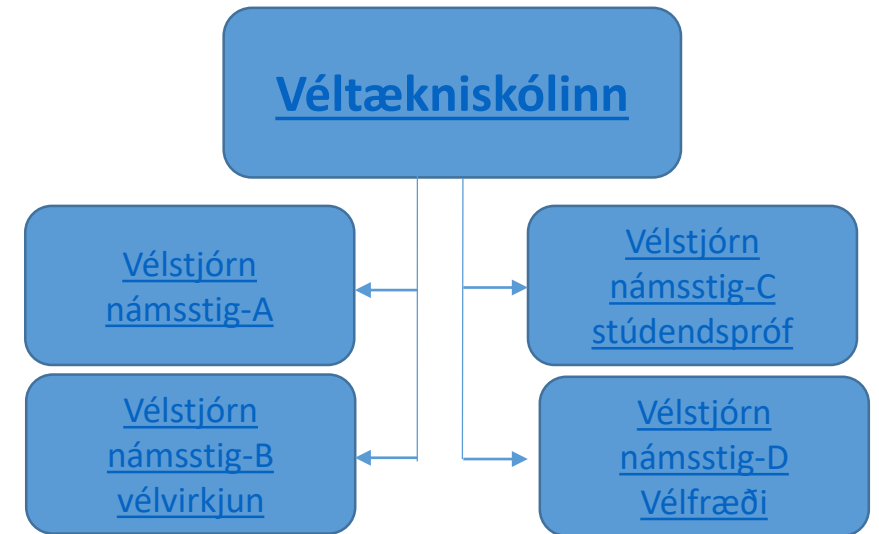 Véltækniskólinn
Vélstjórn
námsstig-A
Vélstjórn
námsstig-B
vélvirkjun
Vélstjórn
námsstig-C
stúdendspróf
Vélstjórn
námsstig-D
Vélfræði